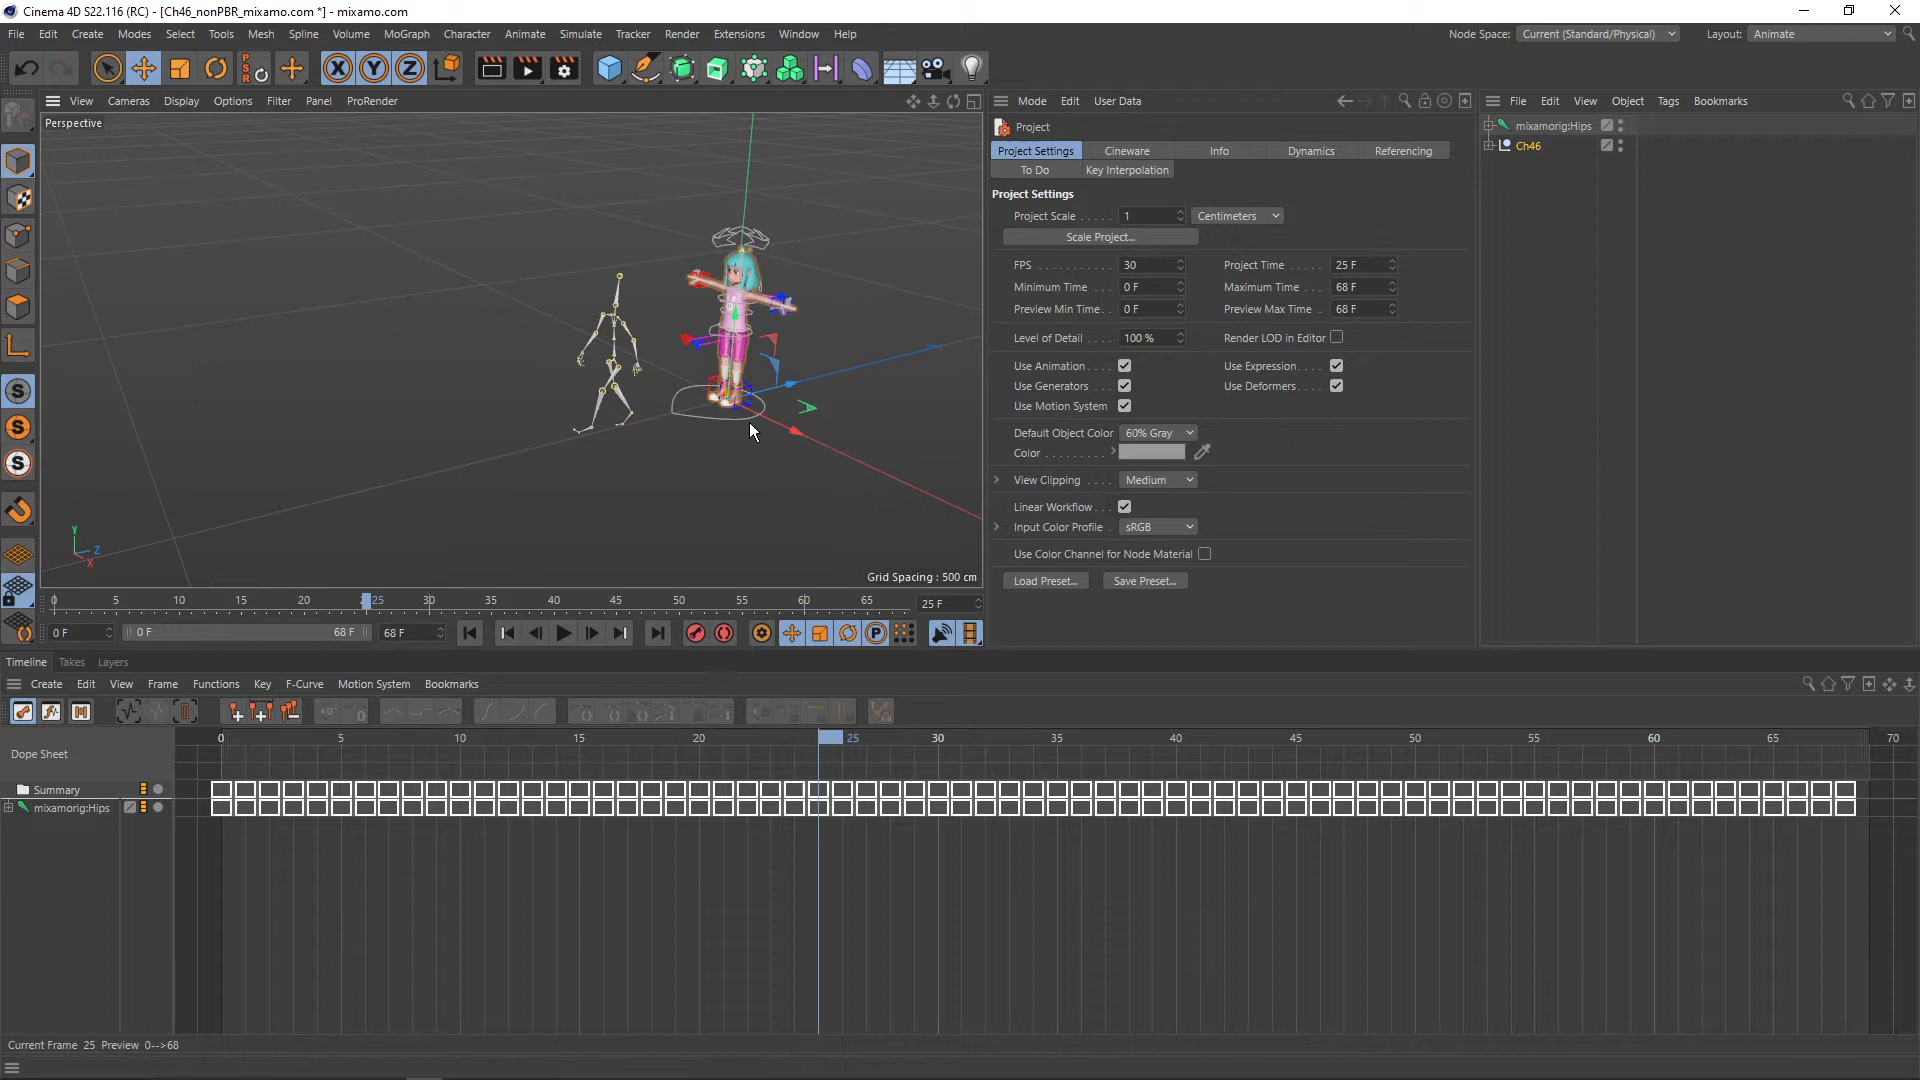 Cinema 4D S22.116 (RC) - [Ch46_nonPBR_mixamo.com *] - mixamo.com
File Edit Create Modes Select Tools Mesh Spline Volume MoGraph Character Animate Simulate Tracker Render Extensions Window Help
Node Space: Current (Standard/Physical) Layout: Animate
View Cameras Display Options Filter Panel ProRender
Perspective
Y
Z
X
Grid Spacing : 500 cm
0 5 10 15 20 25 30 35 40 45 50 55 60 65 25 F
0 F 0 F 68 F 68 F
Mode Edit User Data
Project
Project Settings Cineware Info Dynamics Referencing
To Do Key Interpolation
Project Settings
Project Scale . . . . . 1 Centimeters
Scale Project...
FPS . . . . . . . . . . . 30 Project Time . . . . . 25 F
Minimum Time . . . 0 F Maximum Time . . . 68 F
Preview Min Time. . 0 F Preview Max Time . 68 F
Level of Detail . . . . 100 % Render LOD in Editor
Use Animation. . . . Use Expression. . . .
Use Generators . . . Use Deformers. . . .
Use Motion System
Default Object Color 60% Gray
Color . . . . . . . . .
View Clipping . . . . Medium
Linear Workflow. . .
Input Color Profile . sRGB
Use Color Channel for Node Material
Load Preset... Save Preset...
File Edit View Object Tags Bookmarks
mixamorig:Hips
Ch46
Timeline Takes Layers
Create Edit View Frame Functions Key F-Curve Motion System Bookmarks
Dope Sheet
0 5 10 15 20 25 30 35 40 45 50 55 60 65 70
Summary
mixamorig:Hips
Current Frame 25 Preview 0-->68